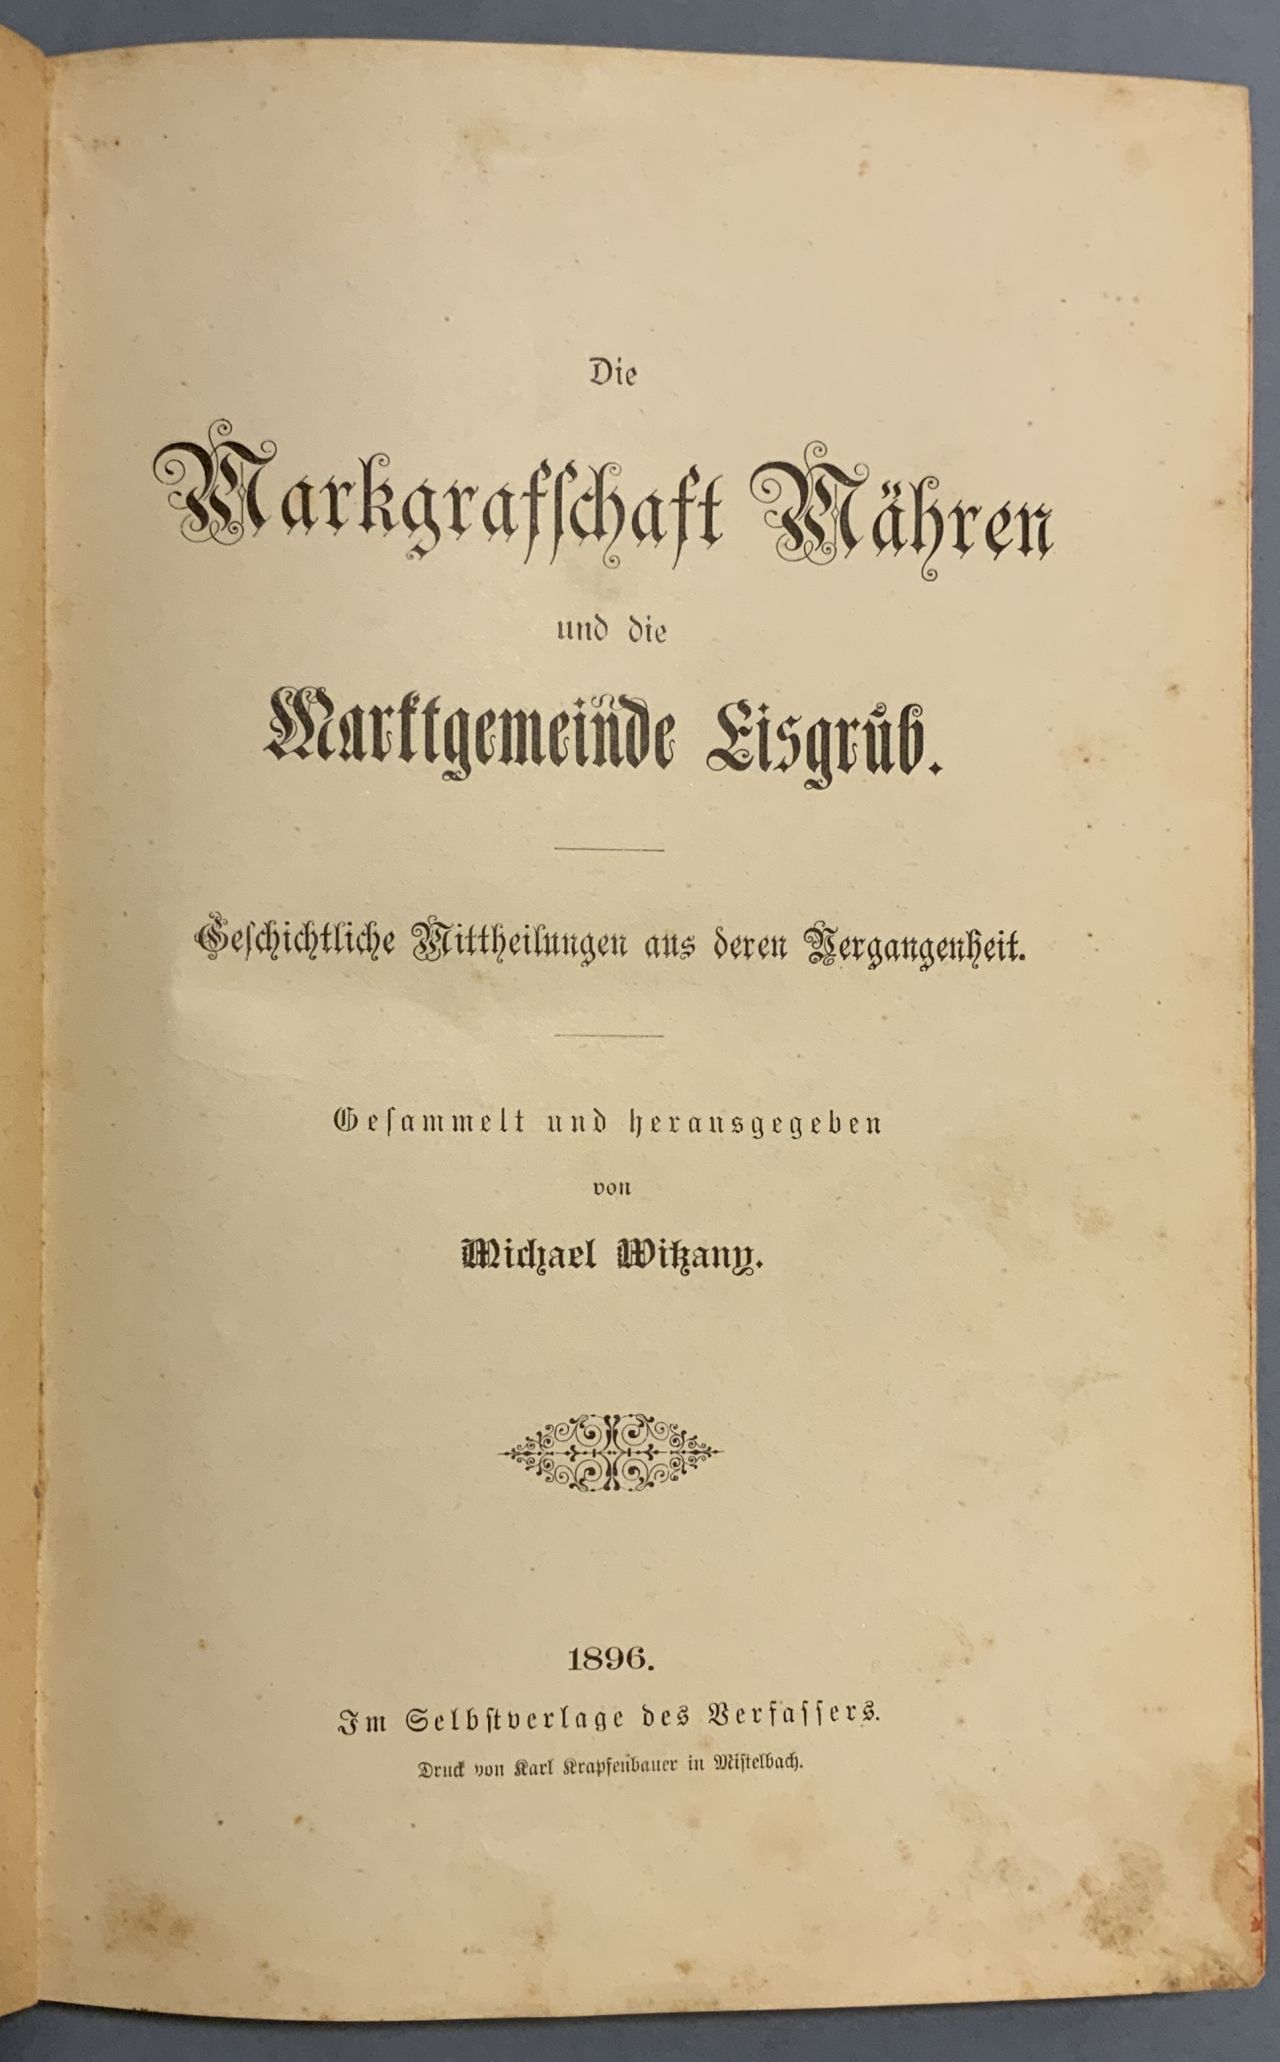 Die
Markgrafschaft Mähren
und die
Marktgemeinde Eisgrub.
Geschichtliche Mittheilungen aus deren Vergangenheit.
Gesammelt und herausgegeben
von
Michael Witzany.
1896.
Im Selbstverlage des Verfassers.
Druck von Karl Krapfenbauer in Mistelbach.